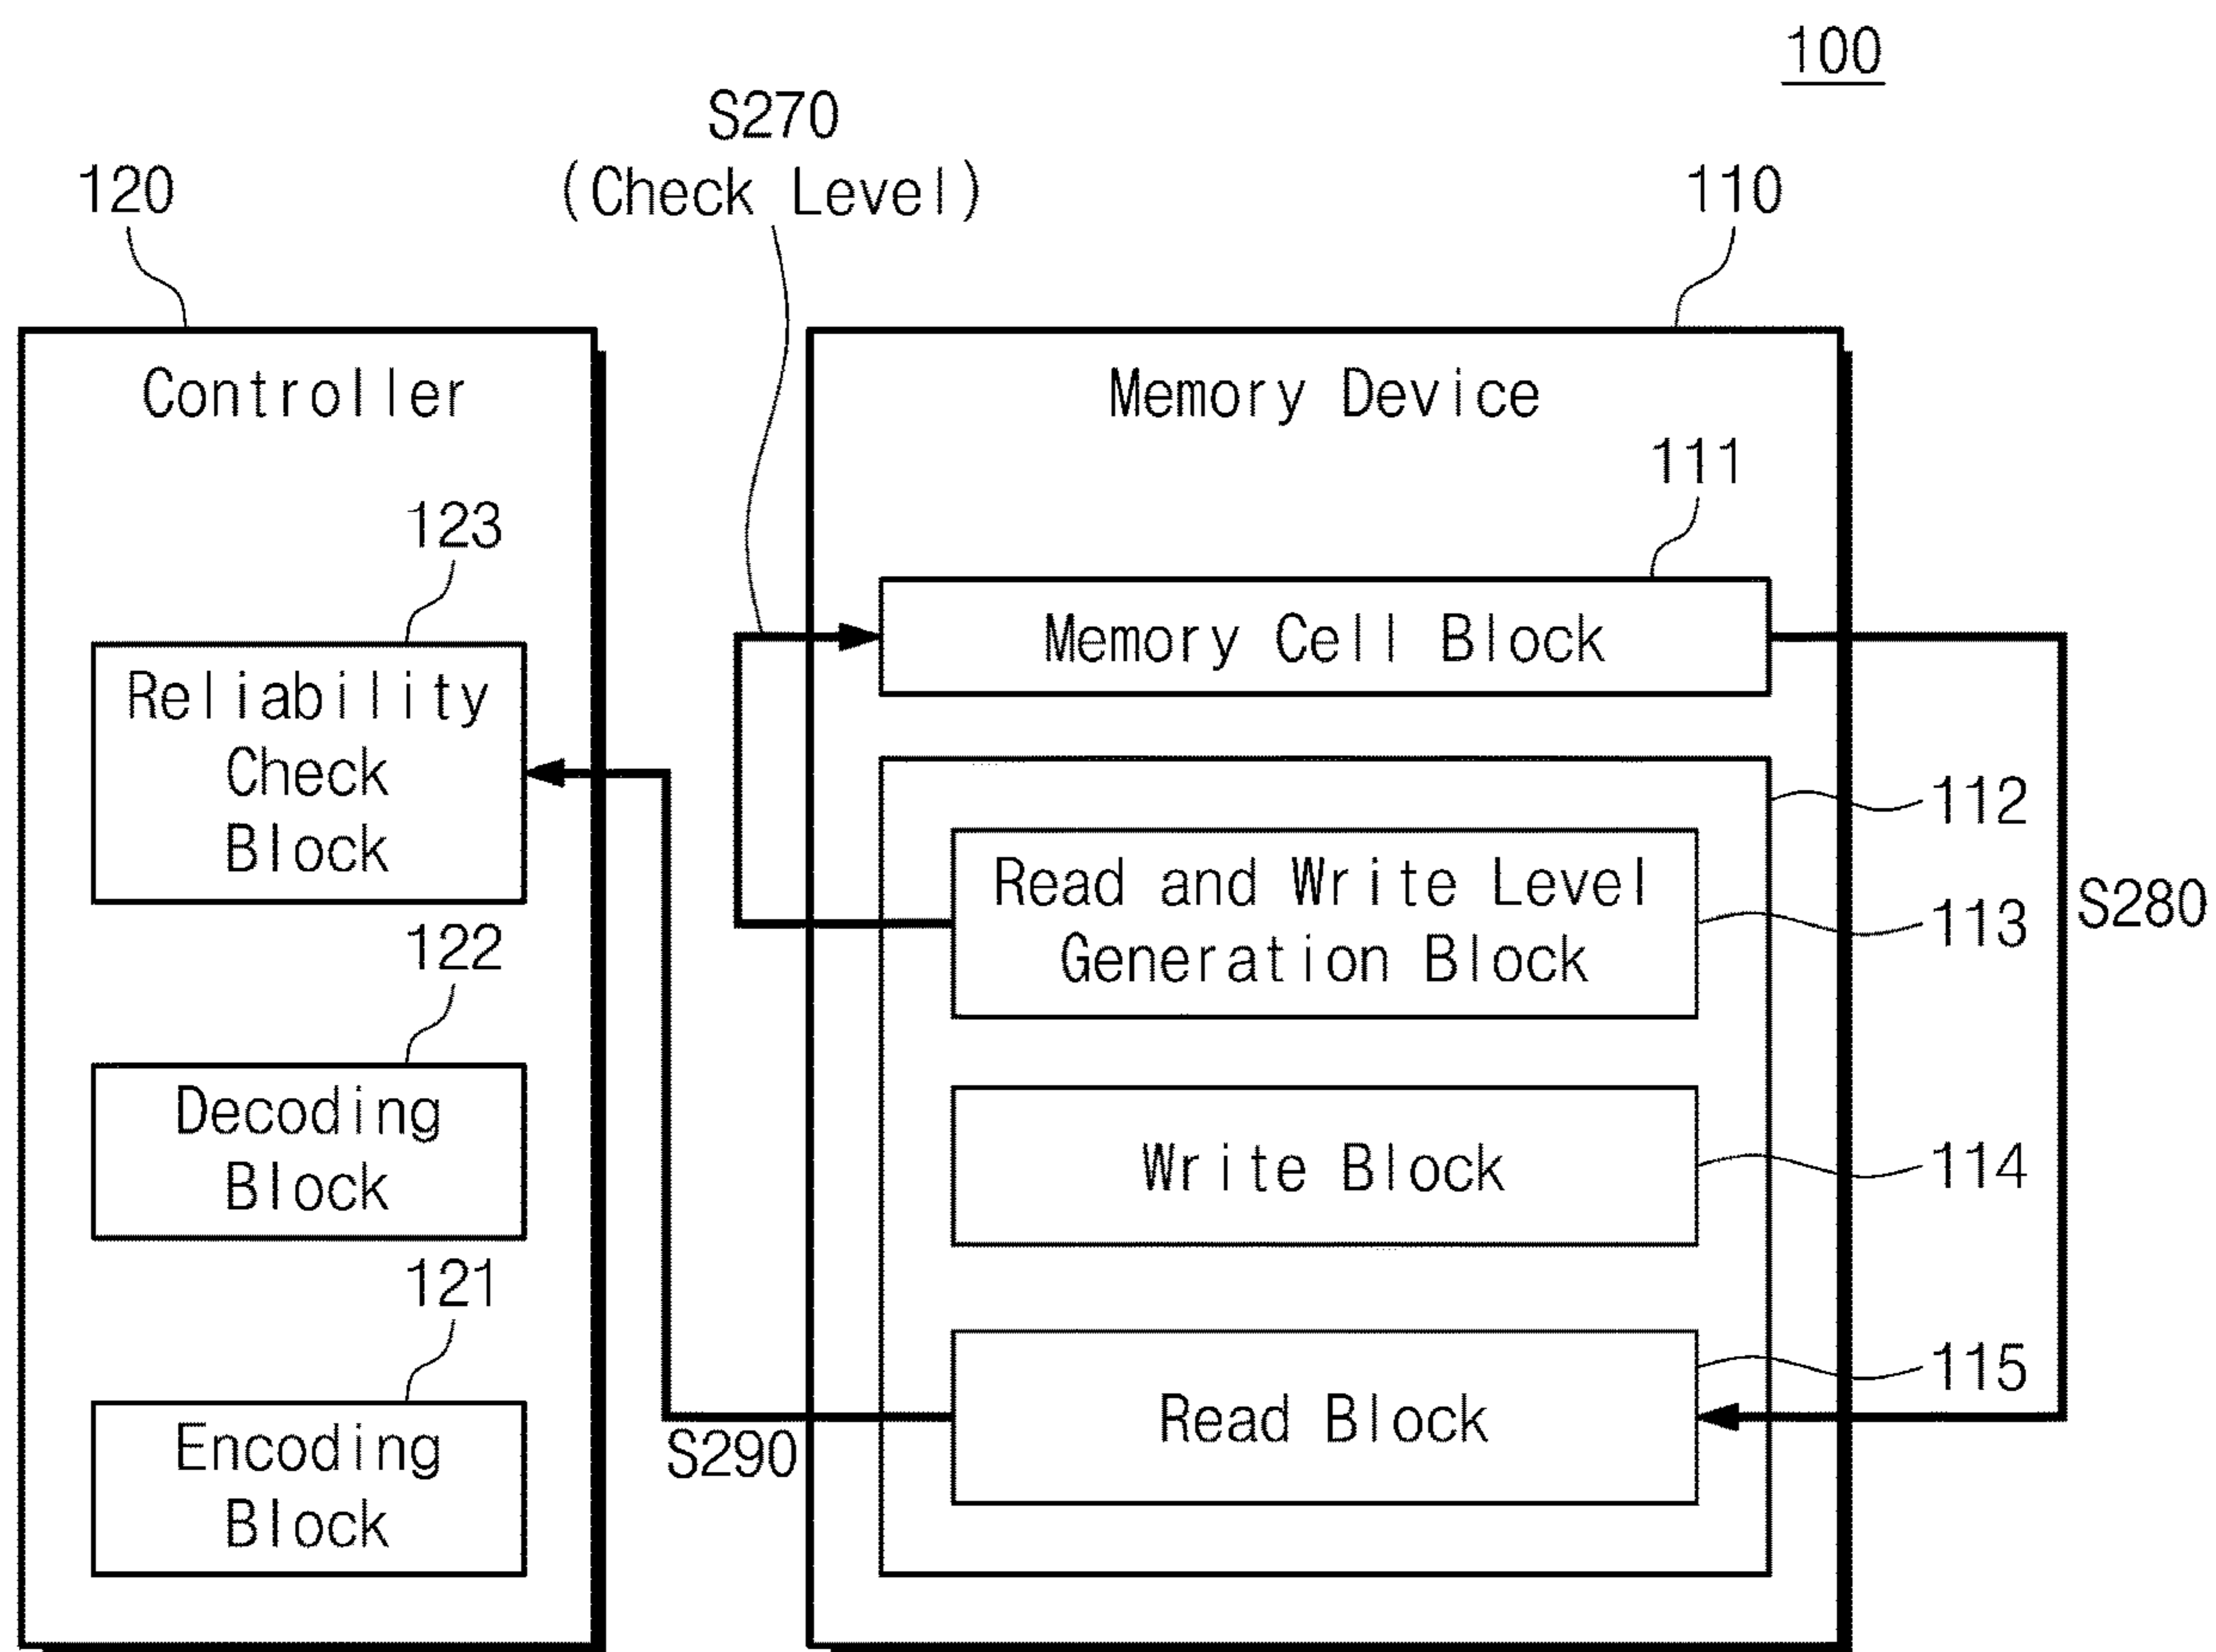 100
S270
(Check Level)
120
110
Controller
Memory Device
111
123
Memory Cell Block
Reliability
Check
Block
112
Read and Write Level
Generation Block
113
S280
122
Decoding
Block
Write Block
114
121
115
Read Block
S290
Encoding
Block